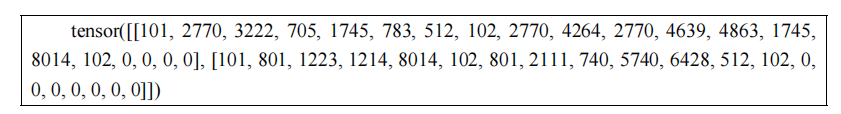 tensor([[101, 2770, 3222, 705, 1745, 783, 512, 102, 2770, 4264, 2770, 4639, 4863, 1745,
8014, 102, 0, 0, 0, 0], [101, 801, 1223, 1214, 8014, 102, 801, 2111, 740, 5740, 6428, 512, 102, 0,
0, 0, 0, 0, 0, 0]])